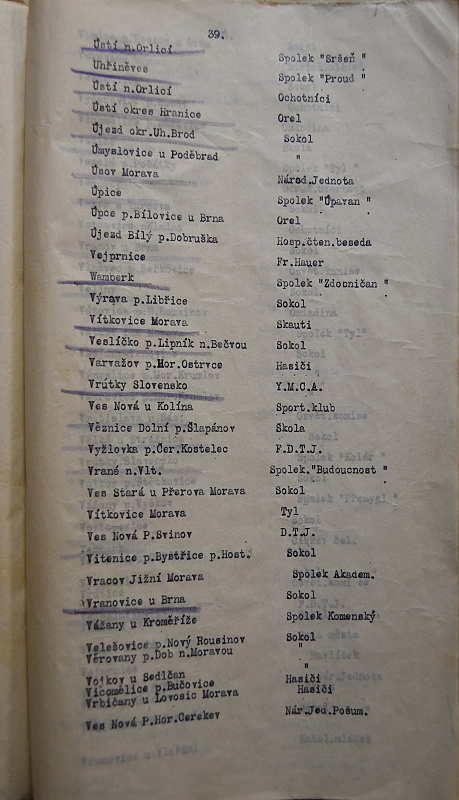 39.
Ústí n.Orlicí Spolek "Sršeň "
Uhříněves Spolek "Proud "
Ústí n.Orlicí Ochotníci
Ústí okres Hranice Orel
Újezd okr.Uh.Brod Sokol
Úmyslovice u Poděbrad "
Úsov Morava Národ.Jednota
Úpice Spolek "Úpavan "
Úpce p.Bílovice u Brna Orel
Újezd Bílý p.Dobruška Hosp.čten.beseda
Vejprnice Fr.Hauer
Wamberk Spolek "Zdobničan "
Výrava p.Libřice Sokol
Vítkovice Morava Skauti
Veslíčko p.Lipník n.Bečvou Sokol
Varvažov p.Hor.Ostrvce Hasiči
Vrútky Slovensko Y.M.C.A.
Ves Nová u Kolína Sport.klub
Věznice Dolní p.Šlapánov Škola
Vyžlovka p.Čer.Kostelec F.D.T.J.
Vrané n.Vlt. Spolek."Budoucnost "
Ves Stará u Přerova Morava Sokol
Vítkovice Morava Tyl
Ves Nová P.Svinov D.T.J.
Vitenice p.Bystřice p.Host. Sokol
Vracov Jižní Morava Spolek Akadem.
Vranovice u Brna Sokol
Vážany u Kroměříže Spolek Komenský
Velešovice p.Nový Rousinov Sokol
Věrovany p.Dob n.Moravou "
Vojkov u Sedlčan "
Vicomělice p.Bučovice Hasiči
Vrbičany u Lovosic Morava Hasiči
Ves Nová P.Hor.Cerekev Nár.Jed.Pošum.